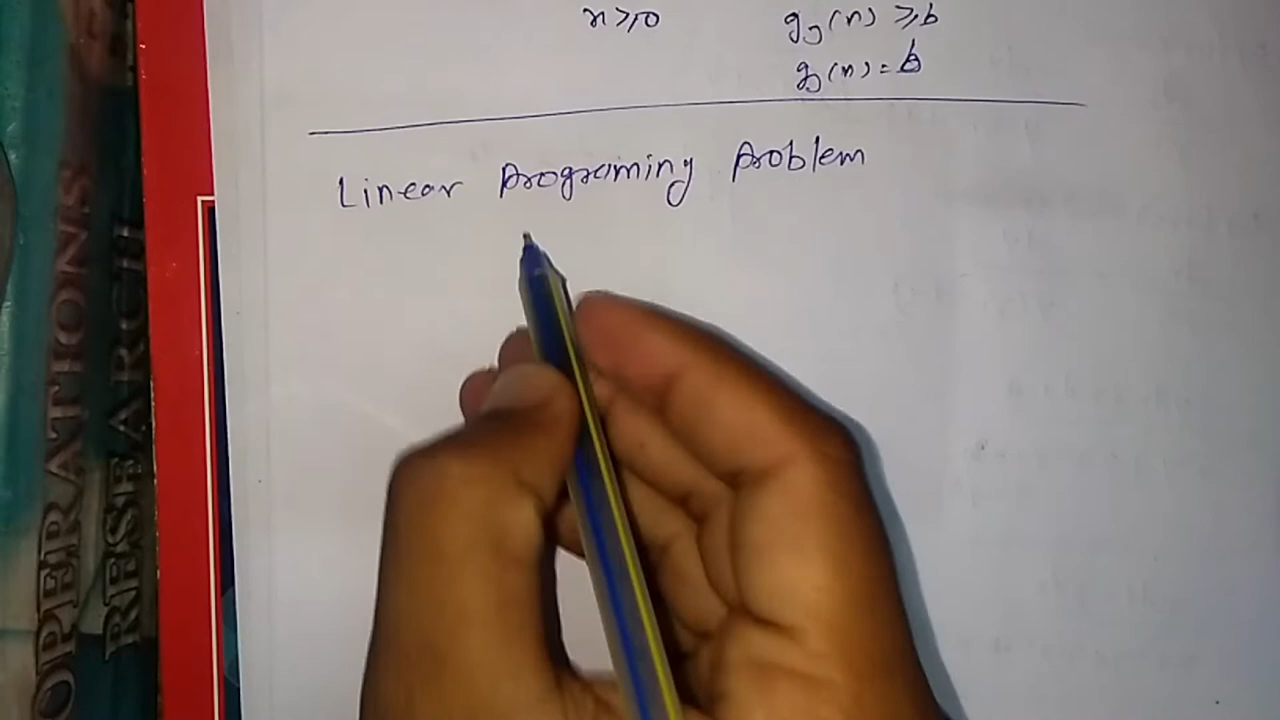 x ≥ 0 gj(x) ≥ b
gj(x) = b
Linear Programing Problem
OPERATIONS
RESEARCH